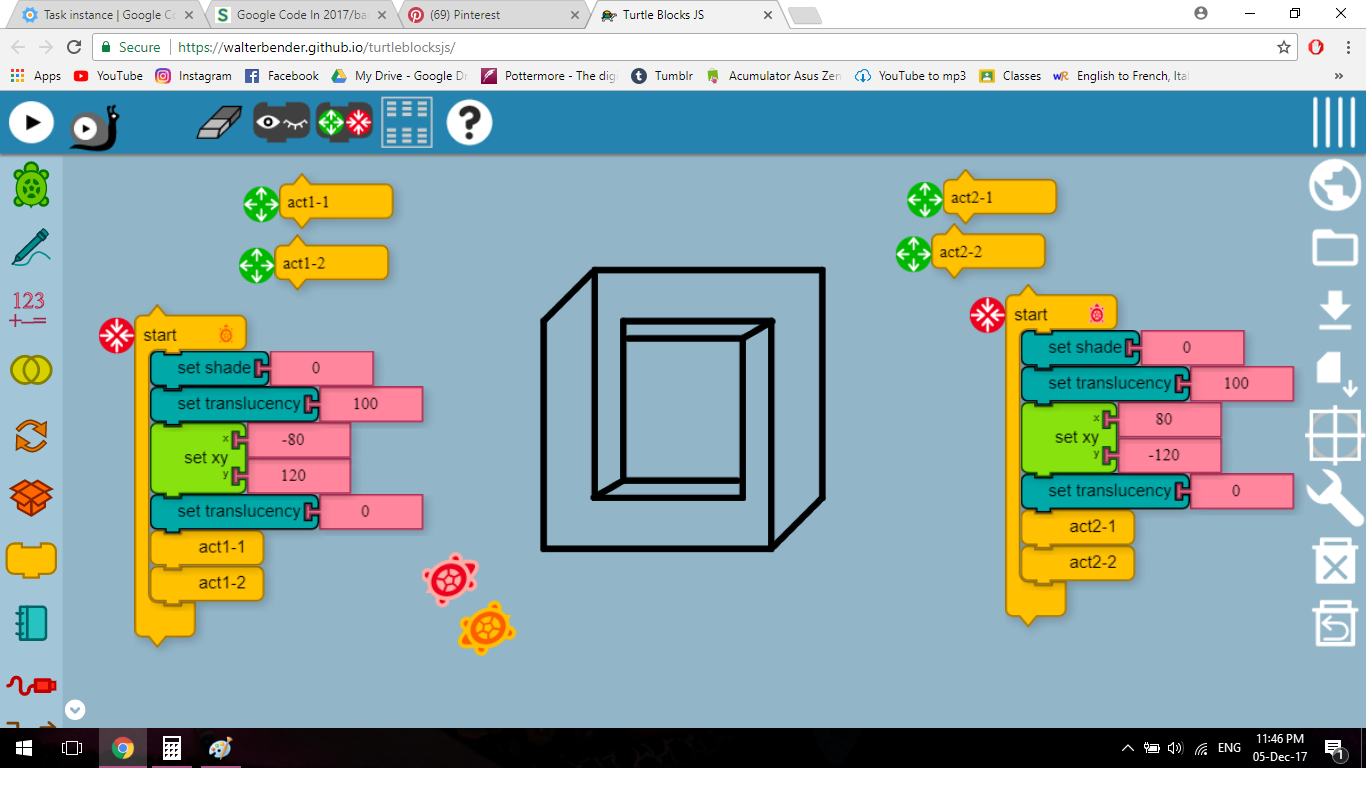 Task instance | Google Co
Google Code In 2017/ba
(69) Pinterest
Turtle Blocks JS
Secure
https://walterbender.github.io/turtleblocksjs/
Apps
YouTube
Instagram
Facebook
My Drive - Google Dr
Pottermore - The digi
Tumblr
Acumulator Asus Zen
YouTube to mp3
Classes
wR English to French, Ita
»
?
123
+-=
act1-1
act1-2
start
set shade 0
set translucency 100
set xy
x -80
y 120
set translucency 0
act1-1
act1-2
act2-1
act2-2
start
set shade 0
set translucency 100
set xy
x 80
y -120
set translucency 0
act2-1
act2-2
ENG
11:46 PM
05-Dec-17
1